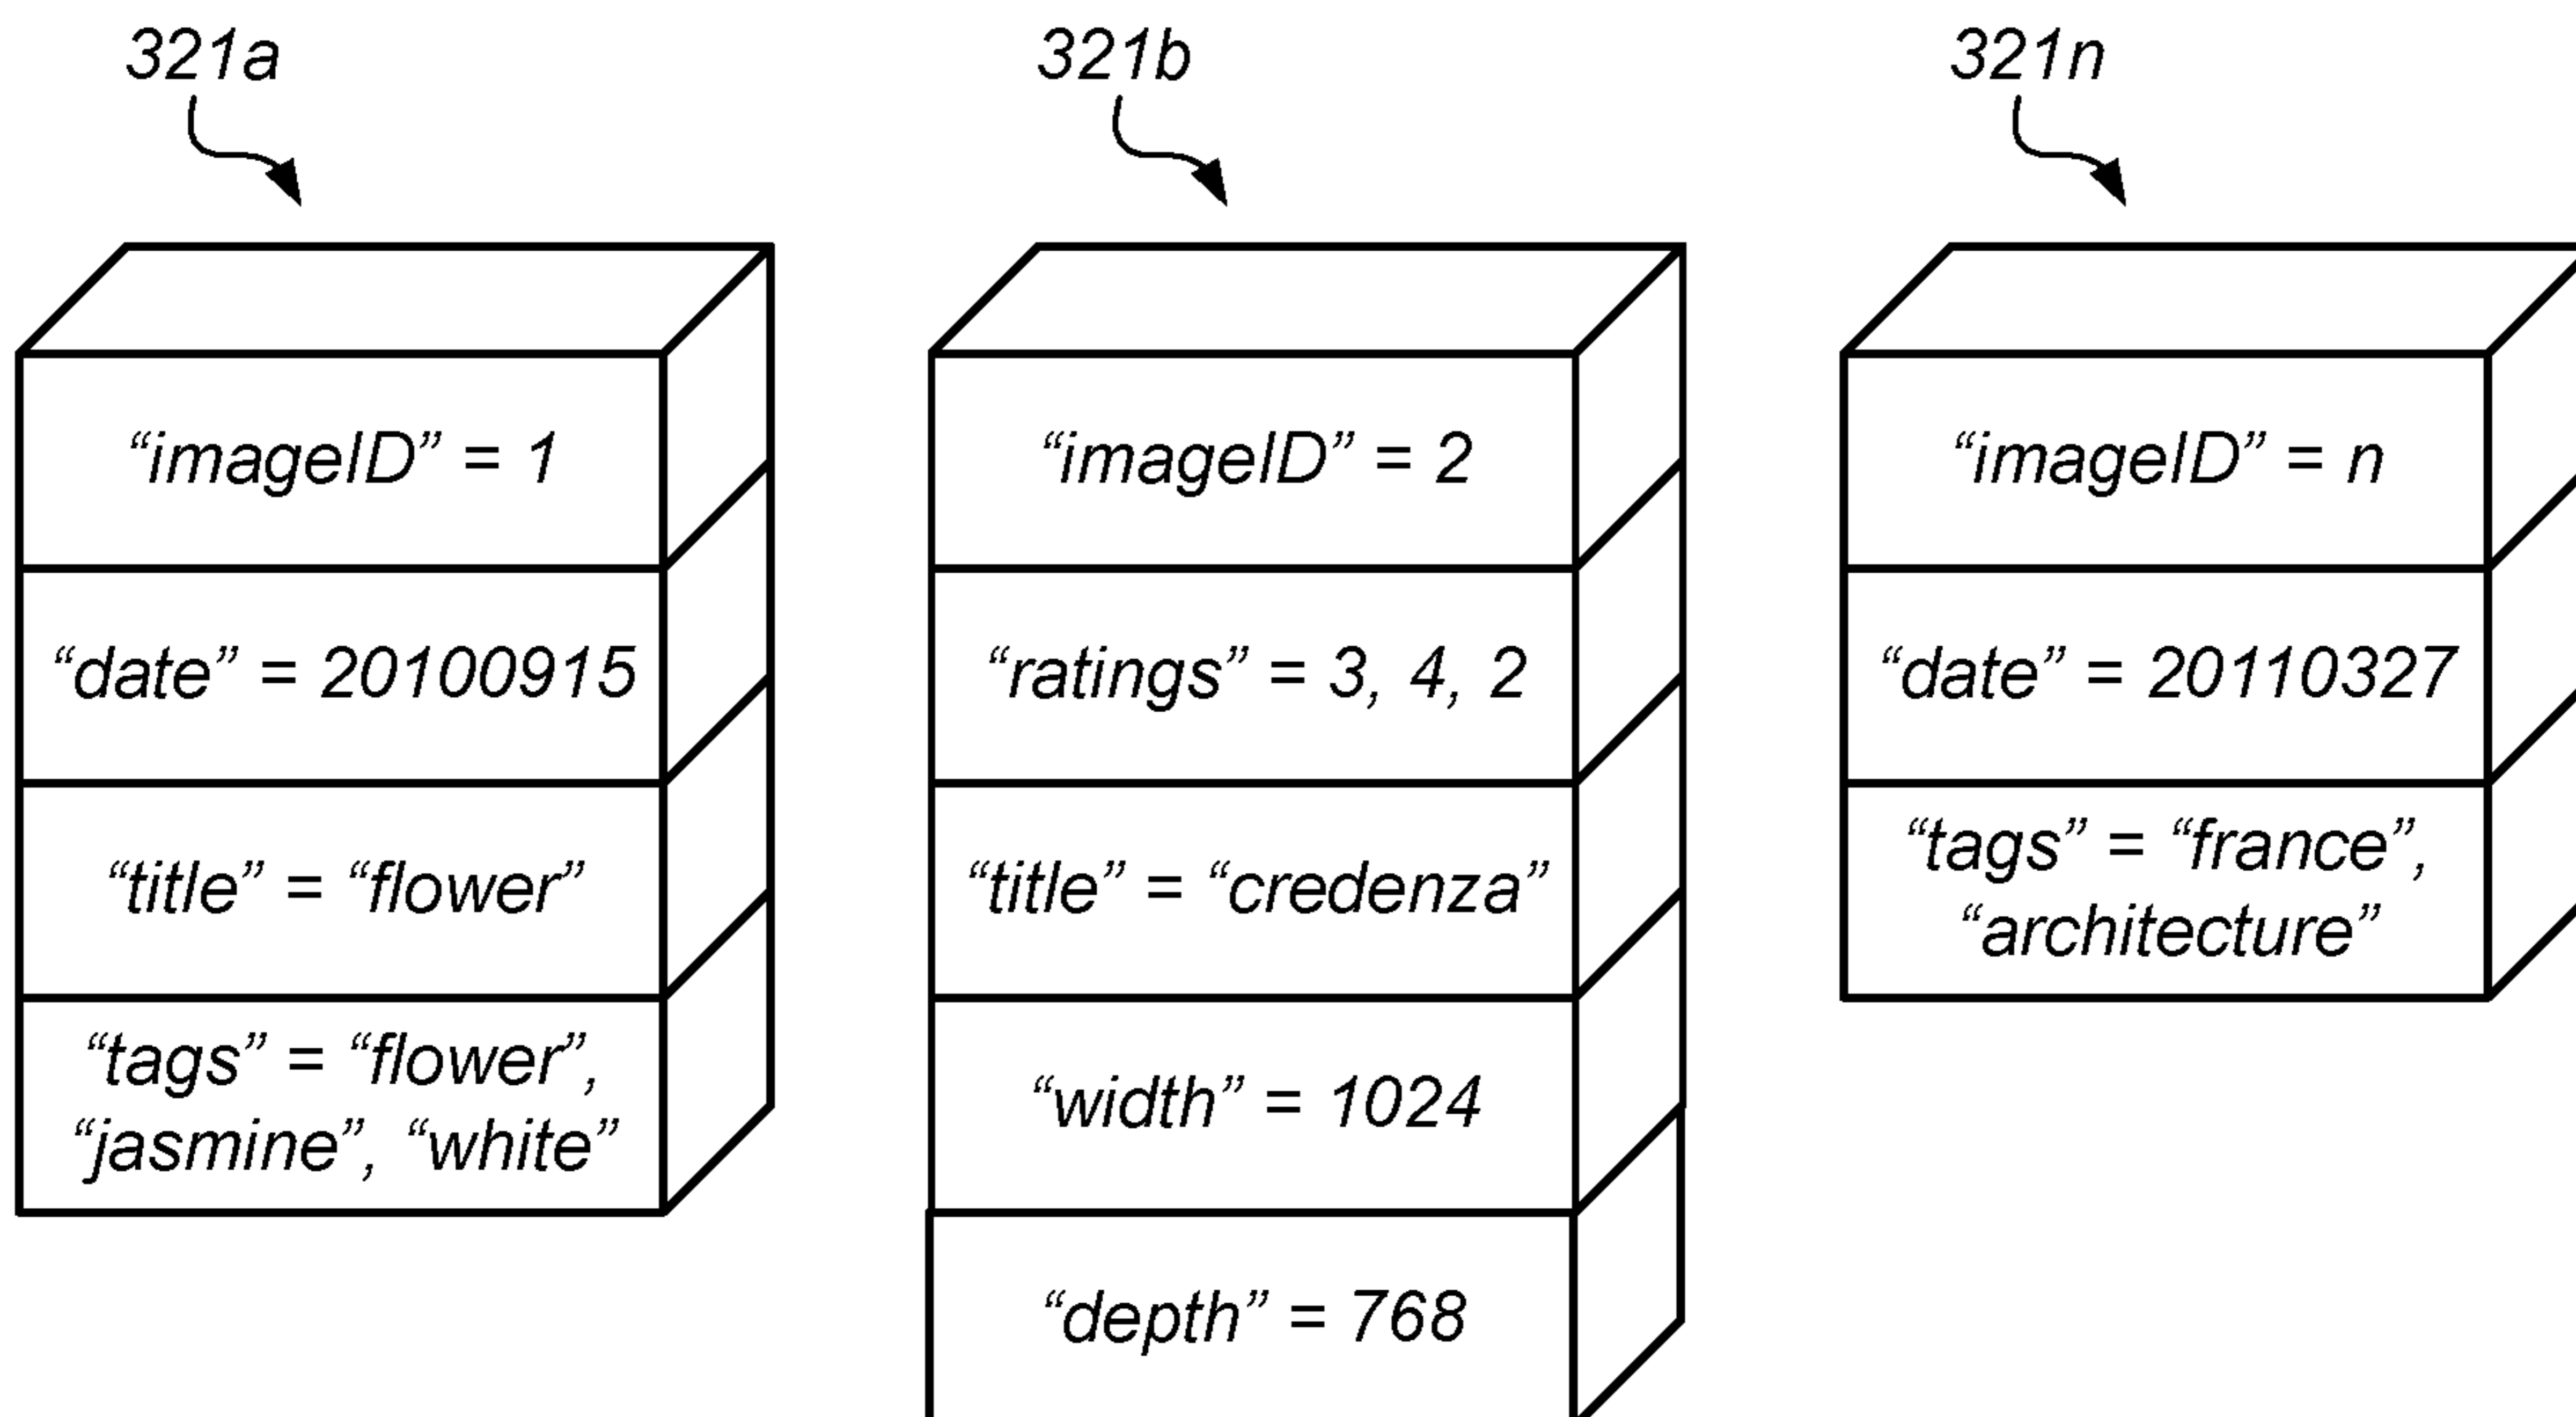 321a
“imageID” = 1
“date” = 20100915
“title” = “flower”
“tags” = “flower”,
“jasmine”, “white”
321b
“imageID” = 2
“ratings” = 3, 4, 2
“title” = “credenza”
“width” = 1024
“depth” = 768
321n
“imageID” = n
“date” = 20110327
“tags” = “france”,
“architecture”